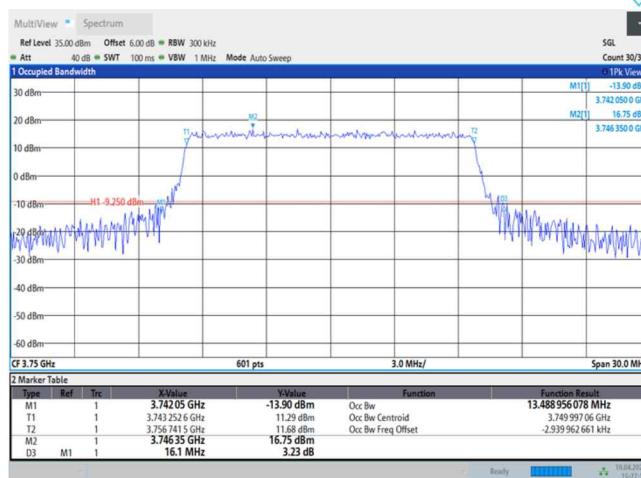 MultiView Spectrum
Ref Level 35.00 dBm Offset 6.00 dB RBW 300 kHz SGL
Att 40 dB SWT 100 ms VBW 1 MHz Mode Auto Sweep Count 30/3
1 Occupied Bandwidth 1Pk View
M1[1] -13.90 dB
3.742 050 0 GH
M2[1] 16.75 dB
3.746 350 0 GH
30 dBm
20 dBm
10 dBm
0 dBm
-10 dBm
-20 dBm
-30 dBm
-40 dBm
-50 dBm
-60 dBm
T1 M2 T2
H1 -9.250 dBm M1 D3
CF 3.75 GHz 601 pts 3.0 MHz/ Span 30.0 MH
2 Marker Table
Type Ref Trc X-Value Y-Value Function Function Result
M1 1 3.742 05 GHz -13.90 dBm Occ Bw 13.488 956 078 MHz
T1 1 3.743 252 6 GHz 11.29 dBm Occ Bw Centroid 3.749 997 06 GHz
T2 1 3.756 741 5 GHz 11.68 dBm Occ Bw Freq Offset -2.939 962 661 kHz
M2 1 3.746 35 GHz 16.75 dBm
D3 M1 1 16.1 MHz 3.23 dB
Ready